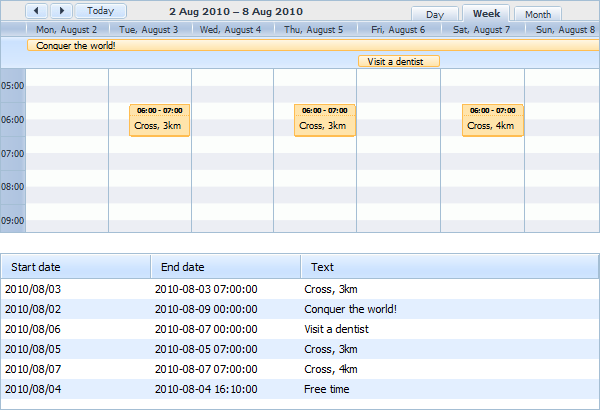 Today 2 Aug 2010 – 8 Aug 2010 Day Week Month
Mon, August 2 Tue, August 3 Wed, August 4 Thu, August 5 Fri, August 6 Sat, August 7 Sun, August 8
Conquer the world!
Visit a dentist
05:00
06:00 - 07:00 06:00 - 07:00 06:00 - 07:00
06:00 Cross, 3km Cross, 3km Cross, 4km
07:00
08:00
09:00
Start date End date Text
2010/08/03 2010-08-03 07:00:00 Cross, 3km
2010/08/02 2010-08-09 00:00:00 Conquer the world!
2010/08/06 2010-08-07 00:00:00 Visit a dentist
2010/08/05 2010-08-05 07:00:00 Cross, 3km
2010/08/07 2010-08-07 07:00:00 Cross, 4km
2010/08/04 2010-08-04 16:10:00 Free time